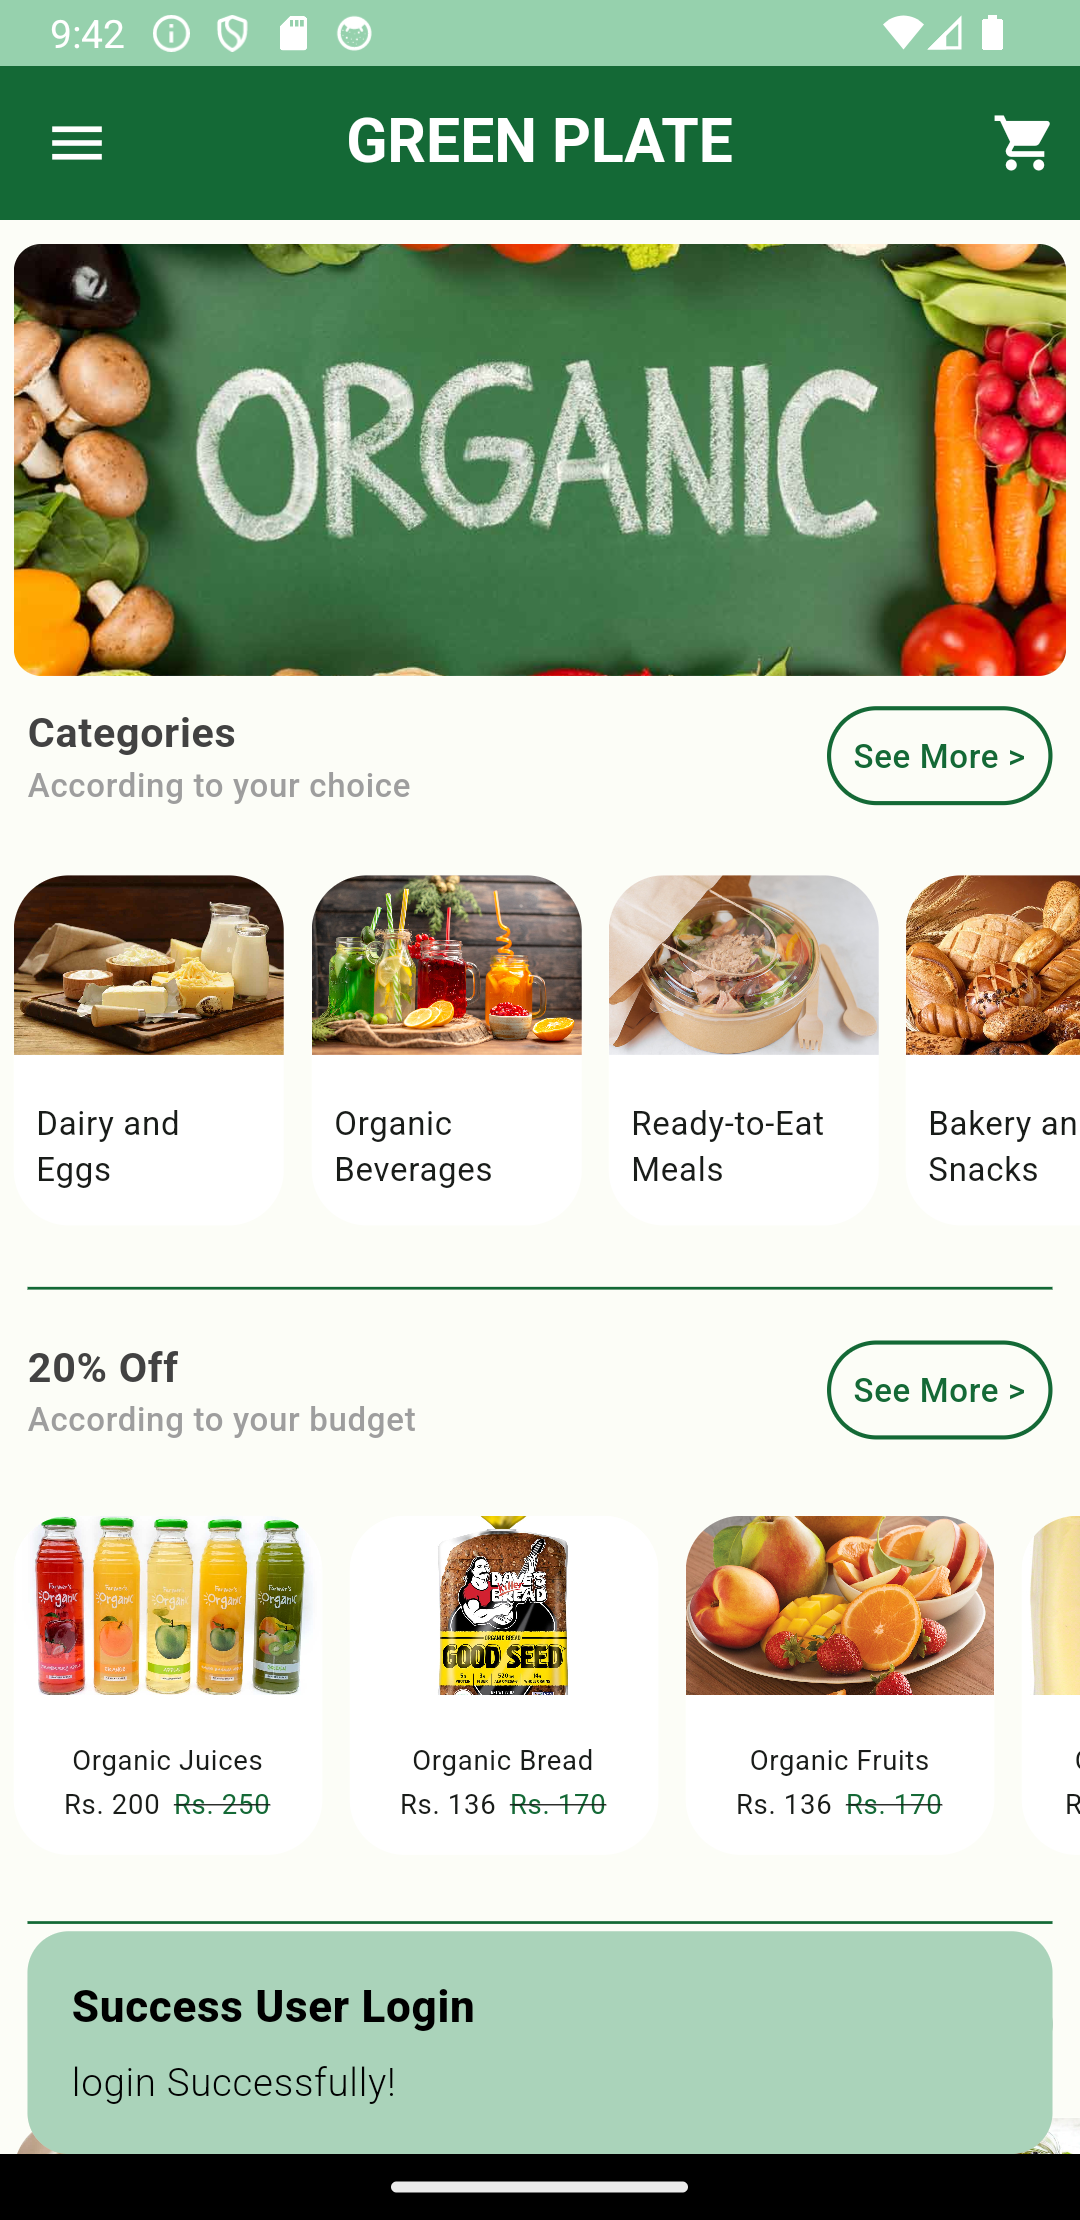 9:42
GREEN PLATE
ORGANIC
Categories
According to your choice
See More >
Dairy and
Eggs
Organic
Beverages
Ready-to-Eat
Meals
Bakery an
Snacks
20% Off
According to your budget
See More >
Organic
Organic
Organic
Organic
Organic
DAVE'S
KILLER
BREAD
ORGANIC BREAD
GOOD SEED
Organic Juices
Rs. 200 Rs. 250
Organic Bread
Rs. 136 Rs. 170
Organic Fruits
Rs. 136 Rs. 170
Success User Login
login Successfully!